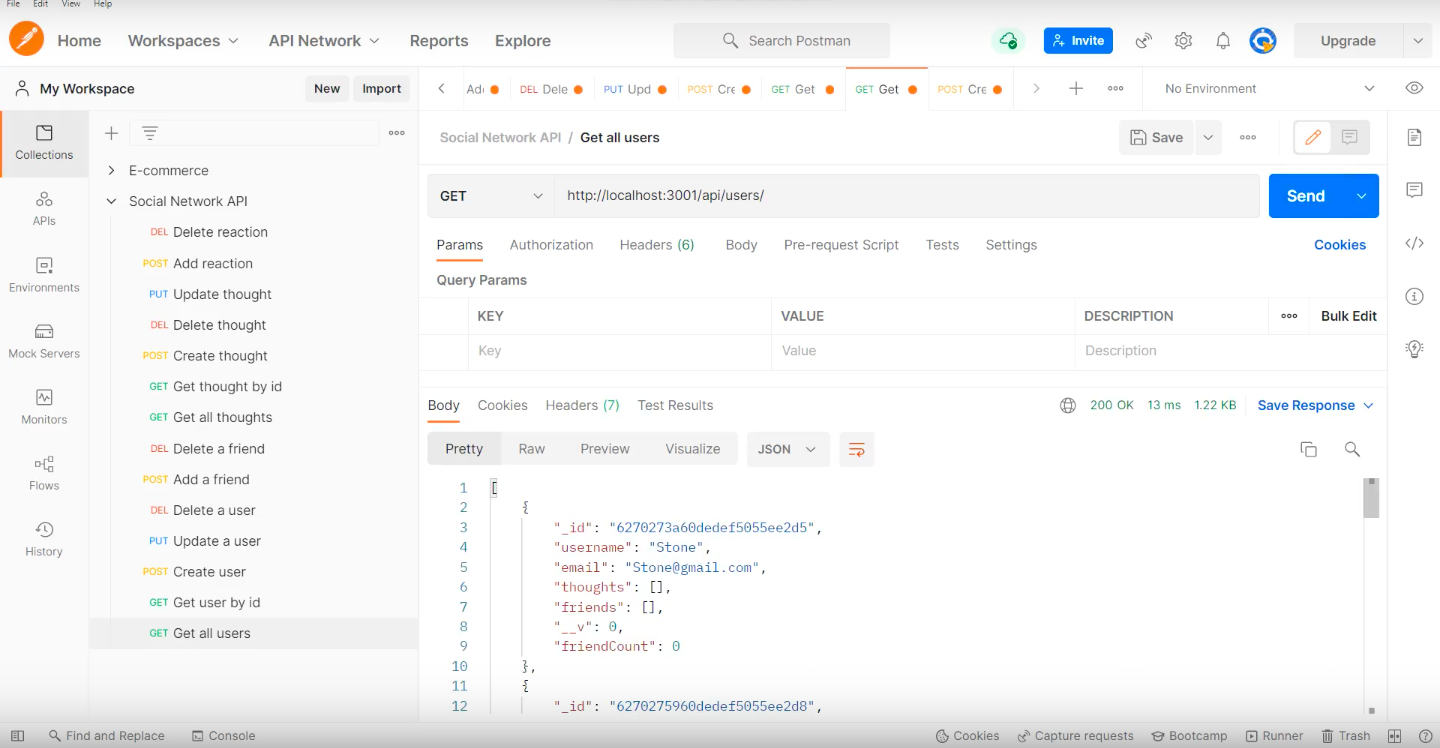 File Edit View Help
Home Workspaces API Network Reports Explore Search Postman Invite Upgrade
My Workspace New Import DEL Dele PUT Upd POST Cre GET Get GET Get POST Cre No Environment
Collections
APIs
Environments
Mock Servers
Monitors
Flows
History
E-commerce
Social Network API
DEL Delete reaction
POST Add reaction
PUT Update thought
DEL Delete thought
POST Create thought
GET Get thought by id
GET Get all thoughts
DEL Delete a friend
POST Add a friend
DEL Delete a user
PUT Update a user
POST Create user
GET Get user by id
GET Get all users
Social Network API / Get all users Save
GET http://localhost:3001/api/users/ Send
Params Authorization Headers (6) Body Pre-request Script Tests Settings Cookies
Query Params
KEY VALUE DESCRIPTION Bulk Edit
Key Value Description
Body Cookies Headers (7) Test Results 200 OK 13 ms 1.22 KB Save Response
Pretty Raw Preview Visualize JSON
1 [
2 {
3 "_id": "6270273a60dedef5055ee2d5",
4 "username": "Stone",
5 "email": "Stone@gmail.com",
6 "thoughts": [],
7 "friends": [],
8 "__v": 0,
9 "friendCount": 0
10 },
11 {
12 "_id": "6270275960dedef5055ee2d8",
Find and Replace Console Cookies Capture requests Bootcamp Runner Trash